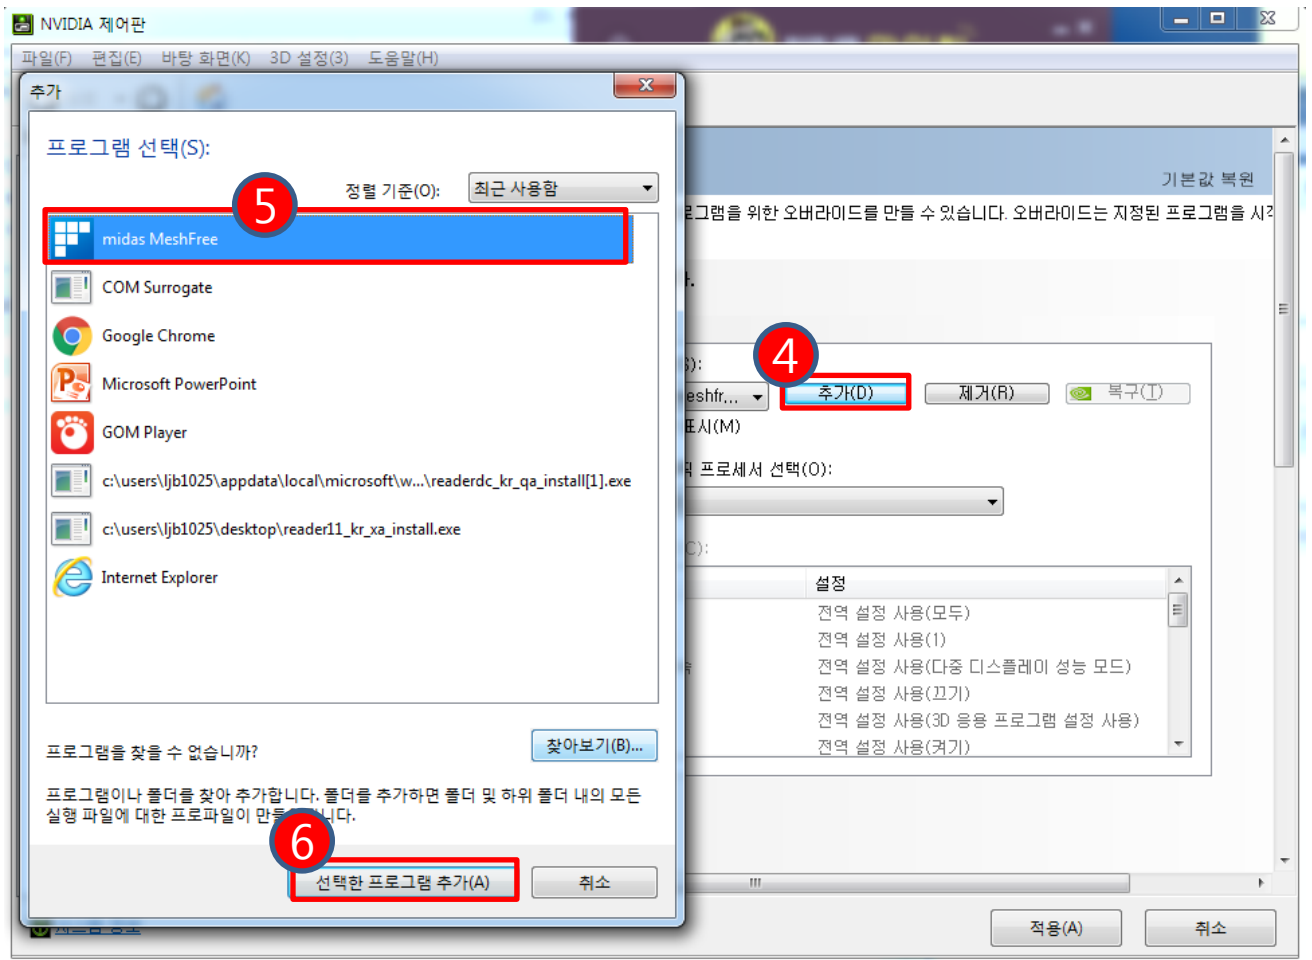 NVIDIA 제어판
파일(F) 편집(E) 바탕 화면(K) 3D 설정(3) 도움말(H)
추가
프로그램 선택(S):
정렬 기준(O): 최근 사용함
5
midas MeshFree
COM Surrogate
Google Chrome
Microsoft PowerPoint
GOM Player
c:\users\ljb1025\appdata\local\microsoft\w...\readerdc_kr_qa_install[1].exe
c:\users\ljb1025\desktop\reader11_kr_xa_install.exe
Internet Explorer
프로그램을 찾을 수 없습니까?
찾아보기(B)...
프로그램이나 폴더를 찾아 추가합니다. 폴더를 추가하면 폴더 및 하위 폴더 내의 모든
실행 파일에 대한 프로파일이
6
선택한 프로그램 추가(A) 취소
기본값 복원
위한 오버라이드를 만들 수 있습니다. 오버라이드는 지정된 프로그램을
4
S):
eshfr... 추가(D) 제거(R) 복구(T)
표시(M)
프로세서 선택(O):
C):
설정
전역 설정 사용(모두)
전역 설정 사용(1)
전역 설정 사용(다중 디스플레이 성능 모드)
전역 설정 사용(끄기)
전역 설정 사용(3D 응용 프로그램 설정 사용)
전역 설정 사용(켜기)
적용(A) 취소